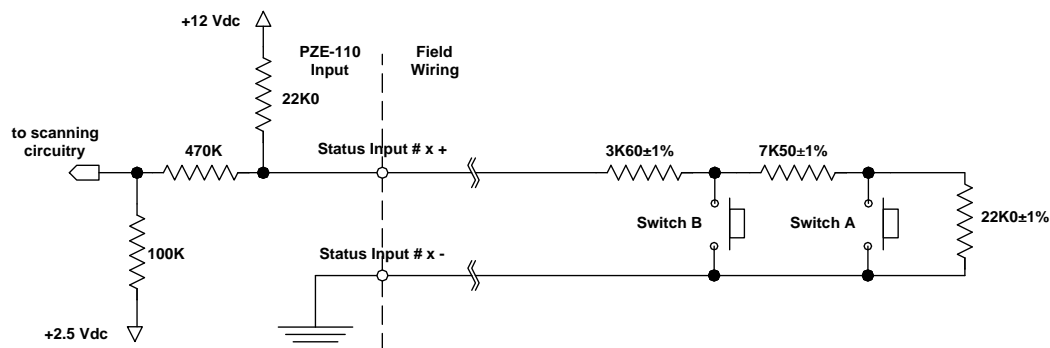 +12 Vdc
PZE-110
Input
Field
Wiring
22K0
to scanning
circuitry
470K
Status Input # x +
3K60±1%
7K50±1%
Switch B
Switch A
22K0±1%
100K
Status Input # x -
+2.5 Vdc